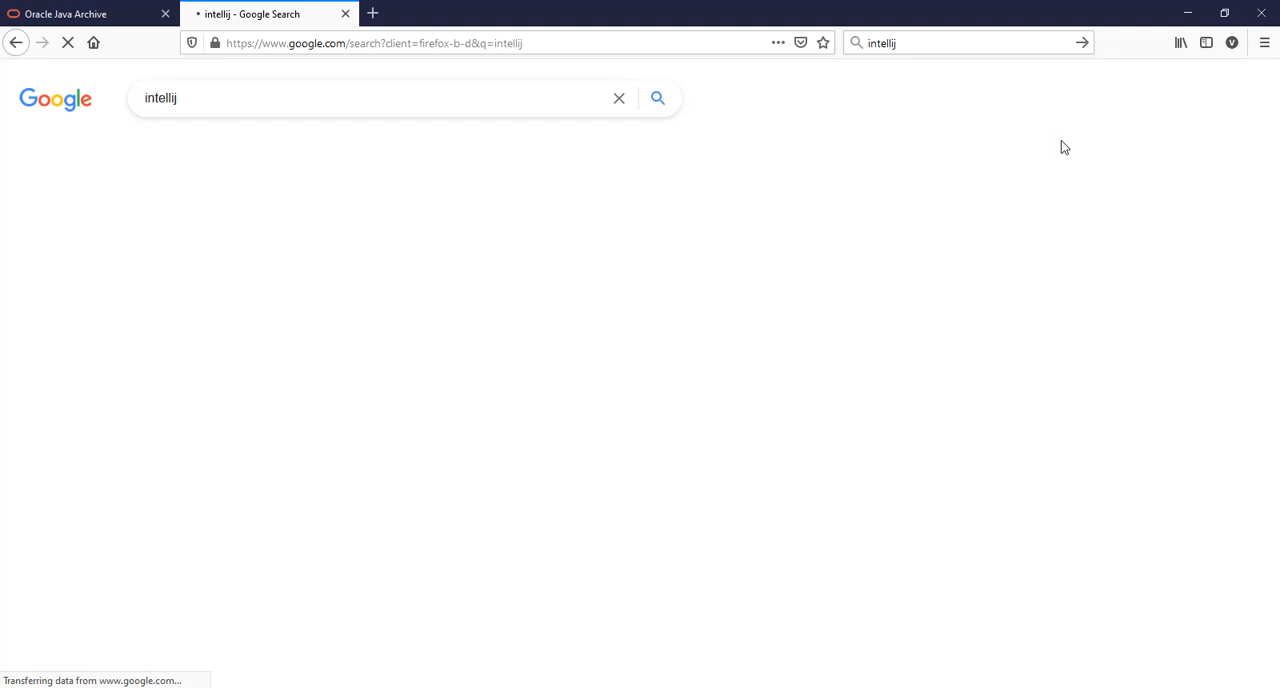 Oracle Java Archive
intellij - Google Search
https://www.google.com/search?client=firefox-b-d&q=intellij
intellij
V
Google
intellij
Transferring data from www.google.com...